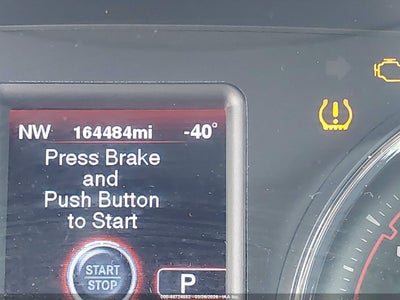 NW 164484mi -40°
Press Brake
and
Push Button
to Start
START
STOP
P